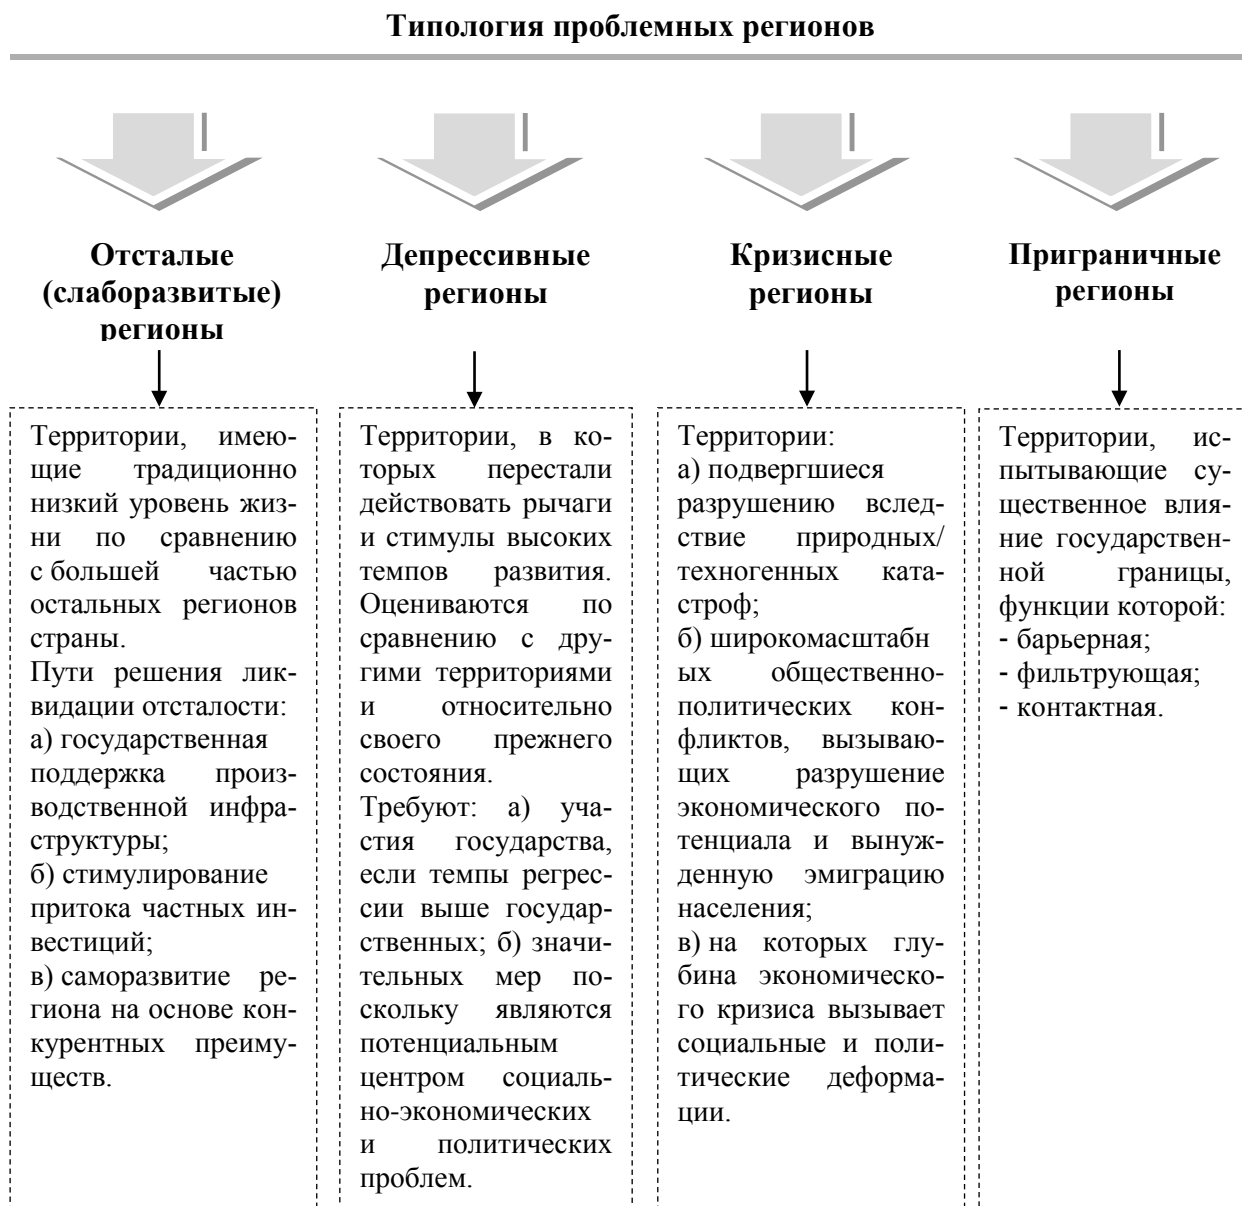 Типология проблемных регионов
Отсталые
(слаборазвитые)
регионы
Территории, имею-
щие традиционно
низкий уровень жиз-
ни по сравнению
с большей частью
остальных регионов
страны.
Пути решения лик-
видации отсталости:
а) государственная
поддержка произ-
водственной инфра-
структуры;
б) стимулирование
притока частных ин-
вестиций;
в) саморазвитие ре-
гиона на основе кон-
курентных преиму-
ществ.
Депрессивные
регионы
Территории, в ко-
торых перестали
действовать рычаги
и стимулы высоких
темпов развития.
Оцениваются по
сравнению с дру-
гими территориями
и относительно
своего прежнего
состояния.
Требуют: а) уча-
стия государства,
если темпы регрес-
сии выше государ-
ственных; б) значи-
тельных мер по-
скольку являются
потенциальным
центром социаль-
но-экономических
и политических
проблем.
Кризисные
регионы
Территории:
а) подвергшиеся
разрушению вслед-
ствие природных/
техногенных ката-
строф;
б) широкомасштабн
ых общественно-
политических кон-
фликтов, вызываю-
щих разрушение
экономического по-
тенциала и вынуж-
денную эмиграцию
населения;
в) на которых глу-
бина экономическо-
го кризиса вызывает
социальные и поли-
тические деформа-
ции.
Приграничные
регионы
Территории, ис-
пытывающие су-
щественное влия-
ние государствен-
ной границы,
функции которой:
- барьерная;
- фильтрующая;
- контактная.